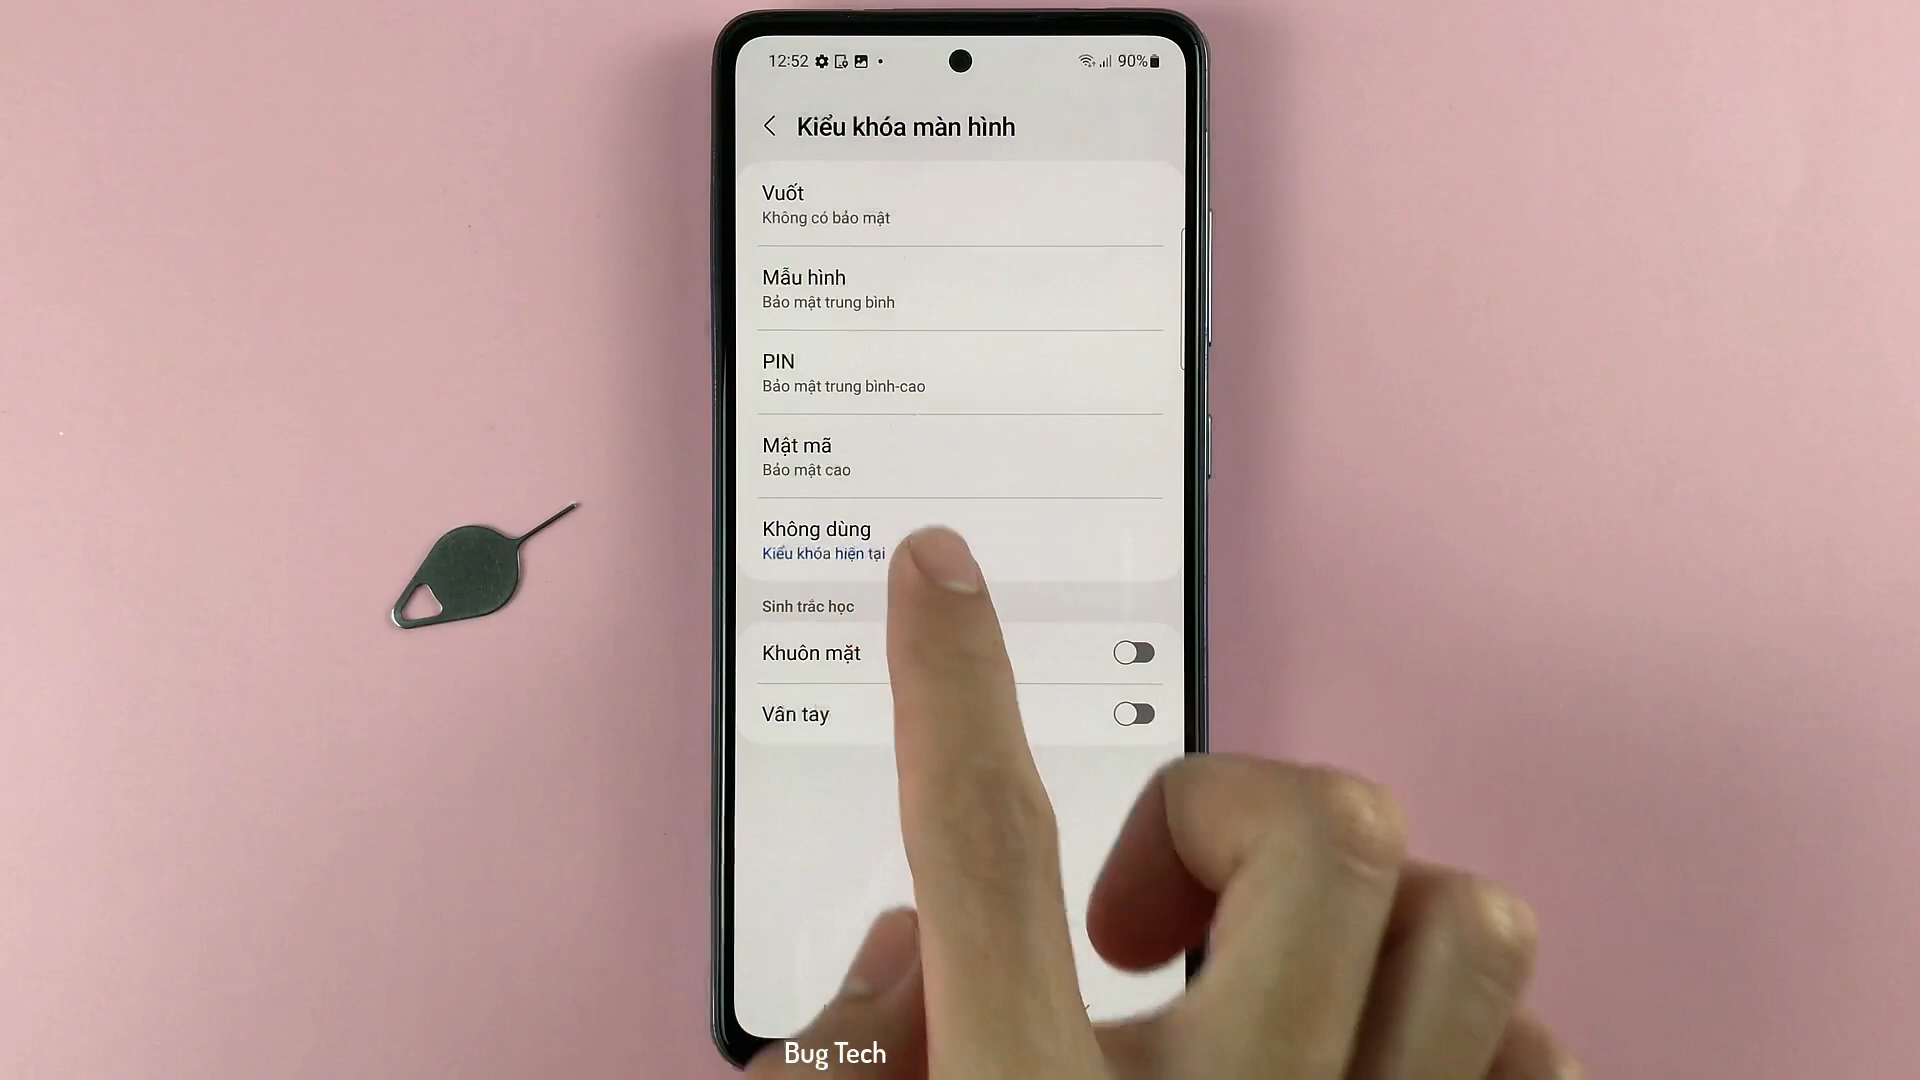 12:52
90%
Kiểu khóa màn hình
Vuốt
Không có bảo mật
Mẫu hình
Bảo mật trung bình
PIN
Bảo mật trung bình-cao
Mật mã
Bảo mật cao
Không dùng
Kiểu khóa hiện tại
Sinh trắc học
Khuôn mặt
Vân tay
Bug Tech